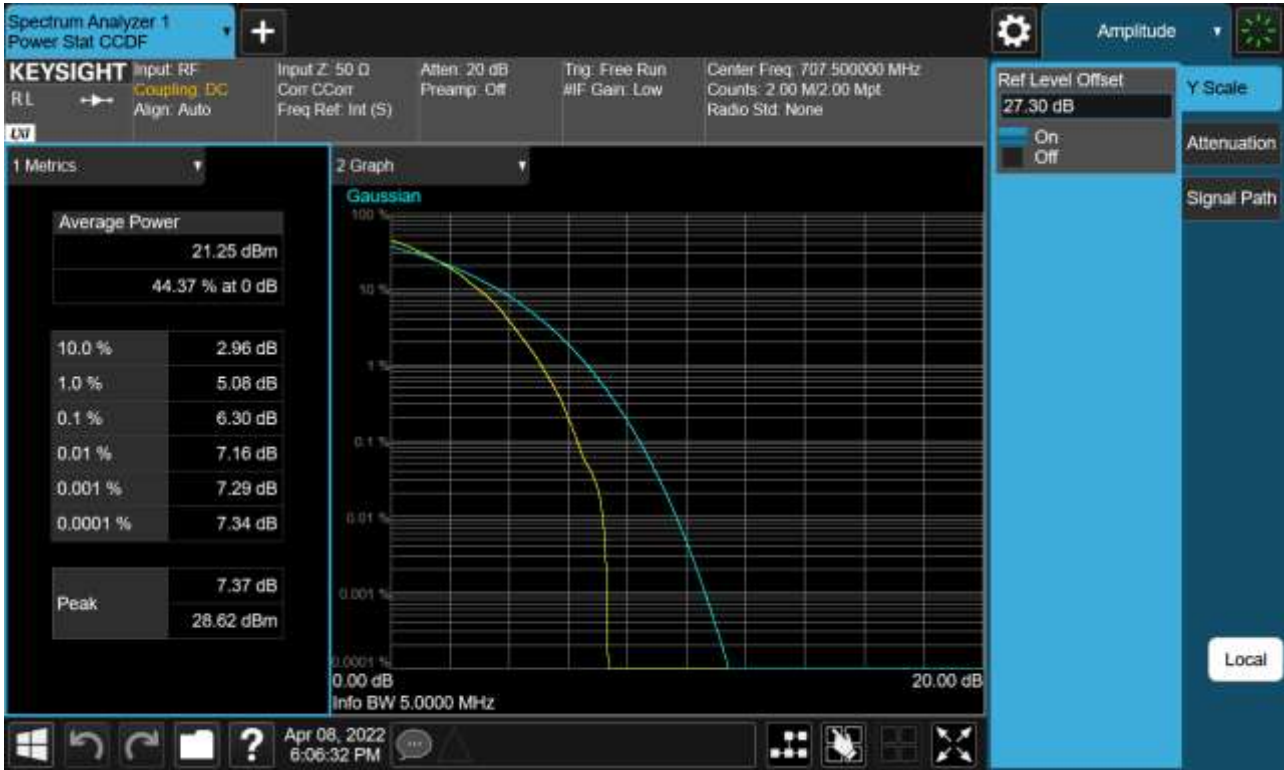 Spectrum Analyzer 1
Power Stat CCDF
Amplitude
KEYSIGHT
RL
LXI
Input: RF
Coupling: DC
Align: Auto
Input Z: 50 Ω
Corr CCorr
Freq Ref: Int (S)
Atten: 20 dB
Preamp: Off
Trig: Free Run
#IF Gain: Low
Center Freq: 707.500000 MHz
Counts: 2.00 M/2.00 Mpt
Radio Std: None
Ref Level Offset
27.30 dB
On
Off
Y Scale
Attenuation
Signal Path
1 Metrics
Average Power
21.25 dBm
44.37 % at 0 dB
10.0 % 2.96 dB
1.0 % 5.08 dB
0.1 % 6.30 dB
0.01 % 7.16 dB
0.001 % 7.29 dB
0.0001 % 7.34 dB
Peak
7.37 dB
28.62 dBm
2 Graph
Gaussian
100 %
10 %
1 %
0.1 %
0.01 %
0.001 %
0.0001 %
0.00 dB 20.00 dB
Info BW 5.0000 MHz
Local
?
Apr 08, 2022
6:06:32 PM